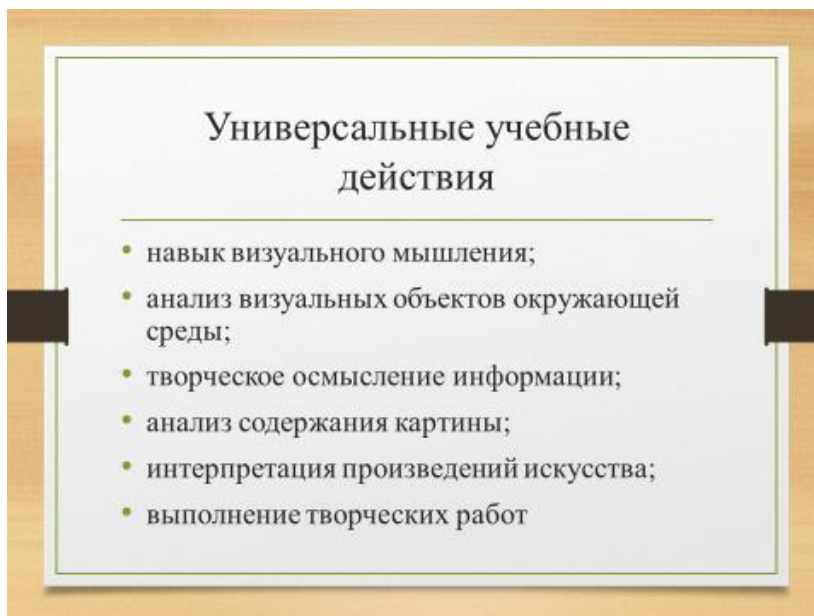 Универсальные учебные
действия
• навык визуального мышления;
• анализ визуальных объектов окружающей
среды;
• творческое осмысление информации;
• анализ содержания картины;
• интерпретация произведений искусства;
• выполнение творческих работ